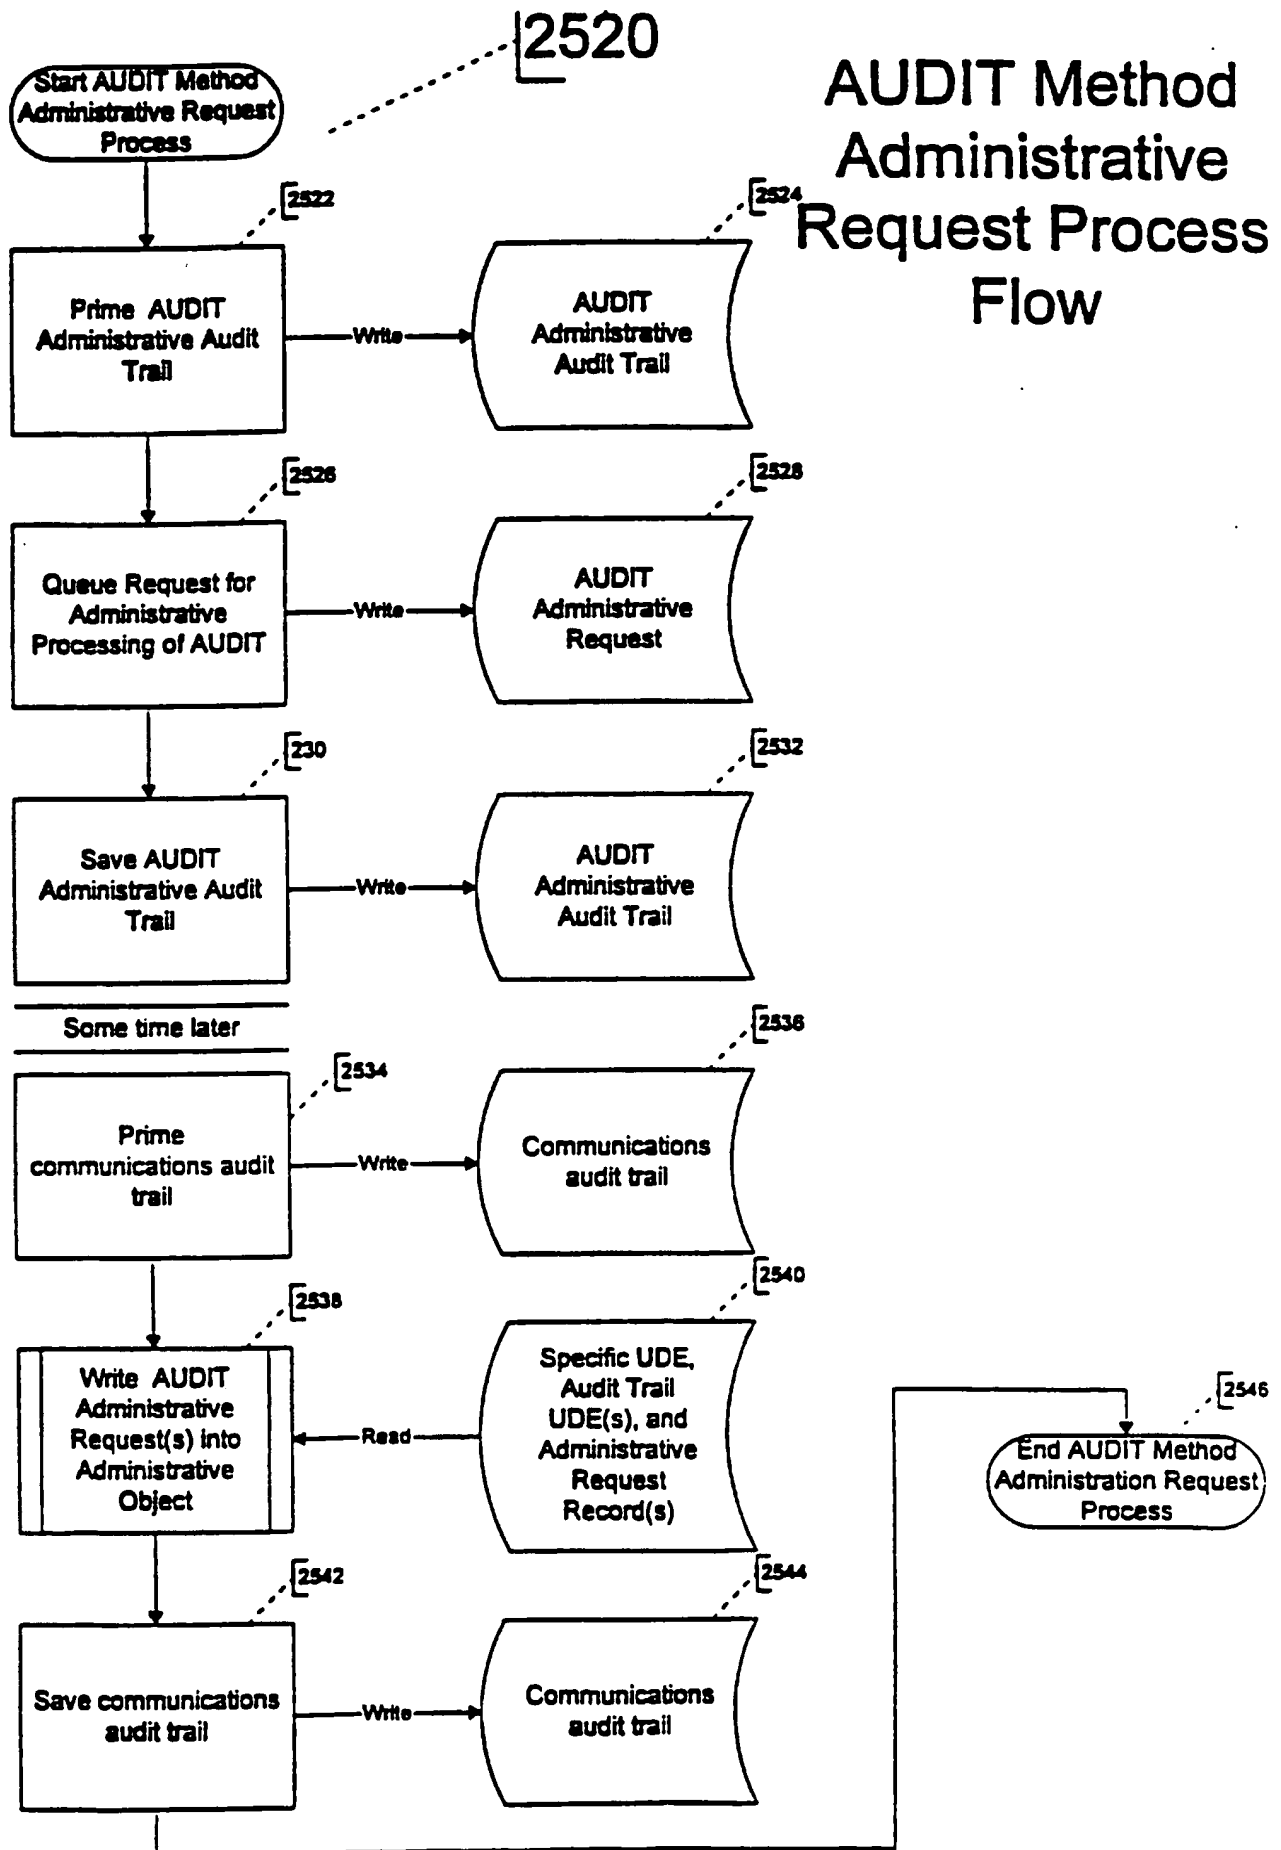 2520
AUDIT Method
Administrative
Request Process
Flow
Start AUDIT Method
Administrative Request
Process
2522
Prime AUDIT
Administrative Audit
Trail
Write
2524
AUDIT
Administrative
Audit Trail
2526
Queue Request for
Administrative
Processing of AUDIT
Write
2528
AUDIT
Administrative
Request
230
Save AUDIT
Administrative Audit
Trail
Write
2532
AUDIT
Administrative
Audit Trail
Some time later
2534
Prime
communications audit
trail
Write
2536
Communications
audit trail
2538
Write AUDIT
Administrative
Request(s) into
Administrative
Object
Read
2540
Specific UDE,
Audit Trail
UDE(s), and
Administrative
Request
Record(s)
2542
Save communications
audit trail
Write
2544
Communications
audit trail
2546
End AUDIT Method
Administration Request
Process